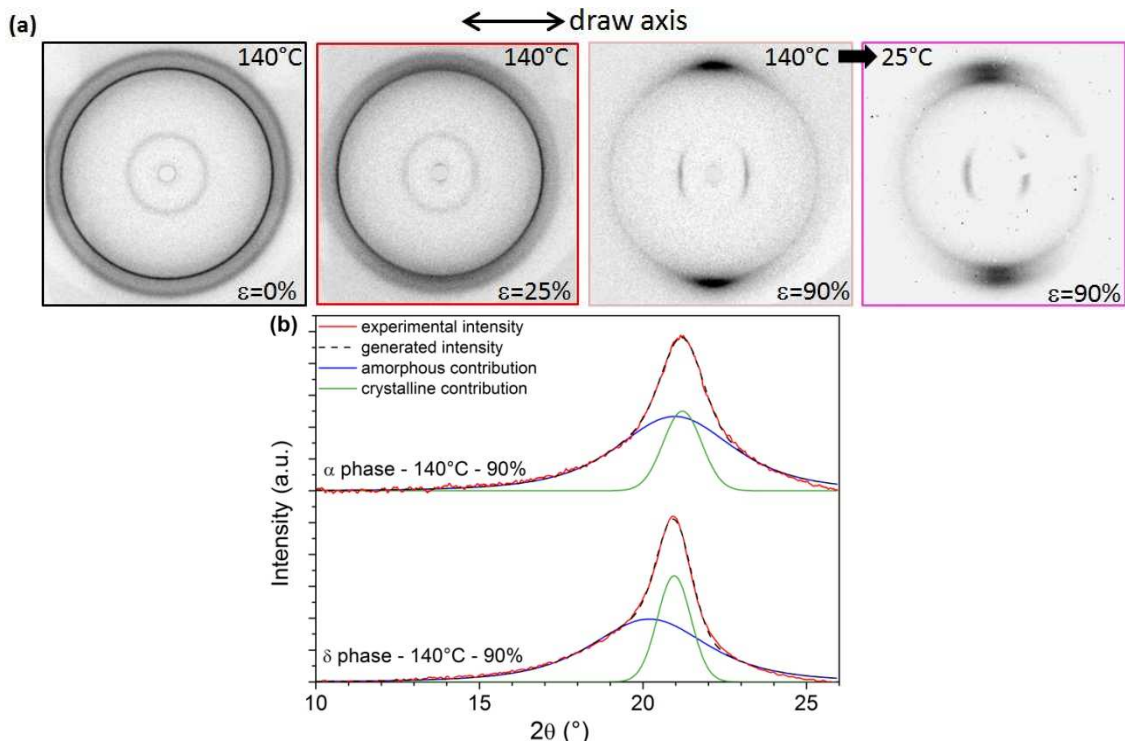 draw axis
(a)
140°C
140°C
140°C
25°C
ε=0%
ε=25%
ε=90%
ε=90%
(b)
experimental intensity
generated intensity
amorphous contribution
crystalline contribution
α phase - 140°C - 90%
δ phase - 140°C - 90%
Intensity (a.u.)
10
15
20
25
2θ (°)